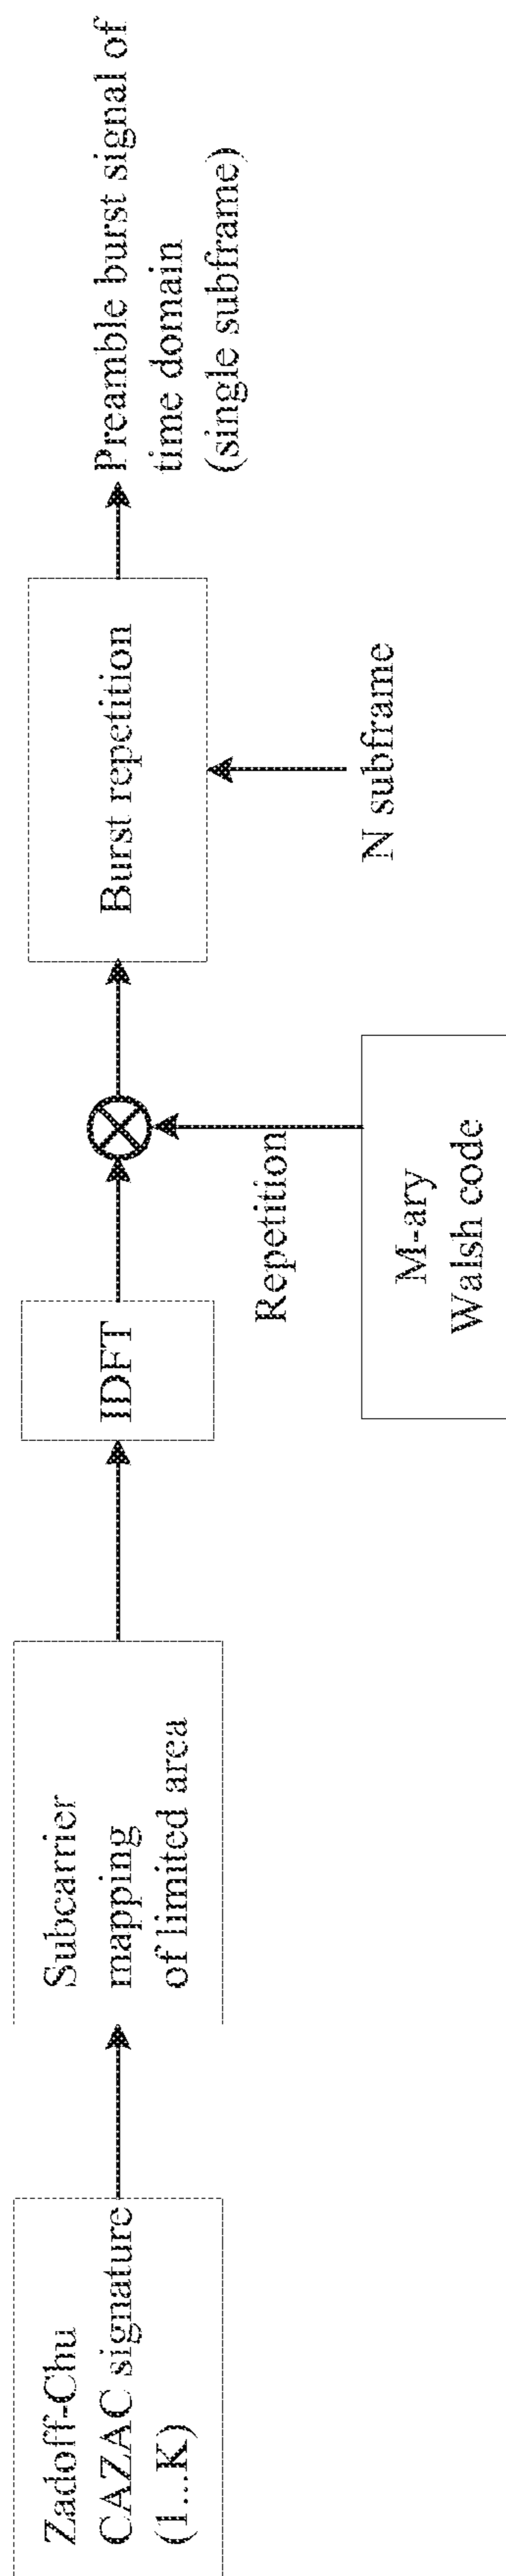 Zadoff-Chu
CAZAC signature
(1...K)
Subcarrier
mapping
of limited area
IDFT
Repetition
M-ary
Walsh code
Burst repetition
N subframe
Preamble burst signal of
time domain
(single subframe)